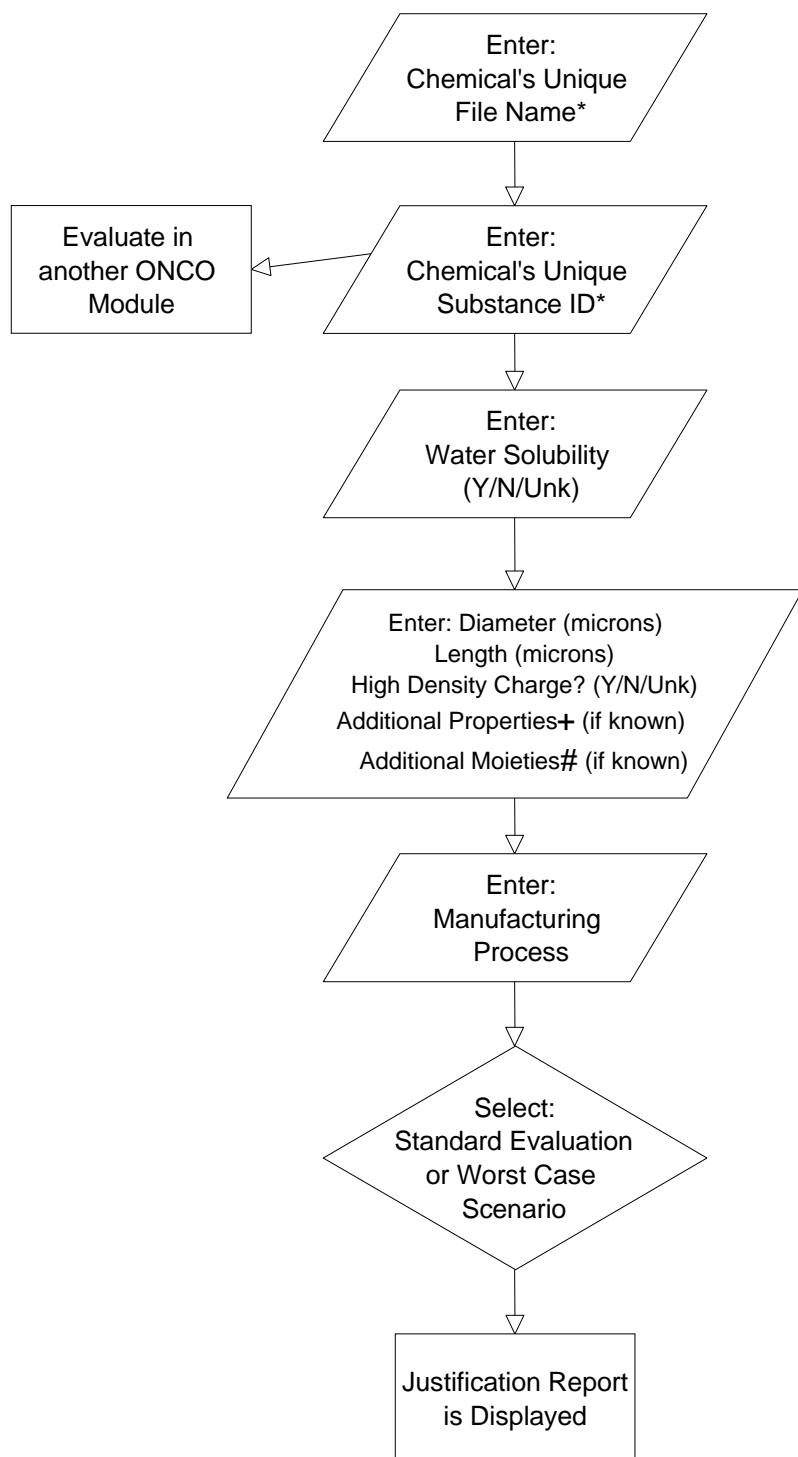 Enter:
Chemical's Unique
File Name*
Evaluate in
another ONCO
Module
Enter:
Chemical's Unique
Substance ID*
Enter:
Water Solubility
(Y/N/Unk)
Enter: Diameter (microns)
Length (microns)
High Density Charge? (Y/N/Unk)
Additional Properties+ (if known)
Additional Moieties# (if known)
Enter:
Manufacturing
Process
Select:
Standard Evaluation
or Worst Case
Scenario
Justification Report
is Displayed